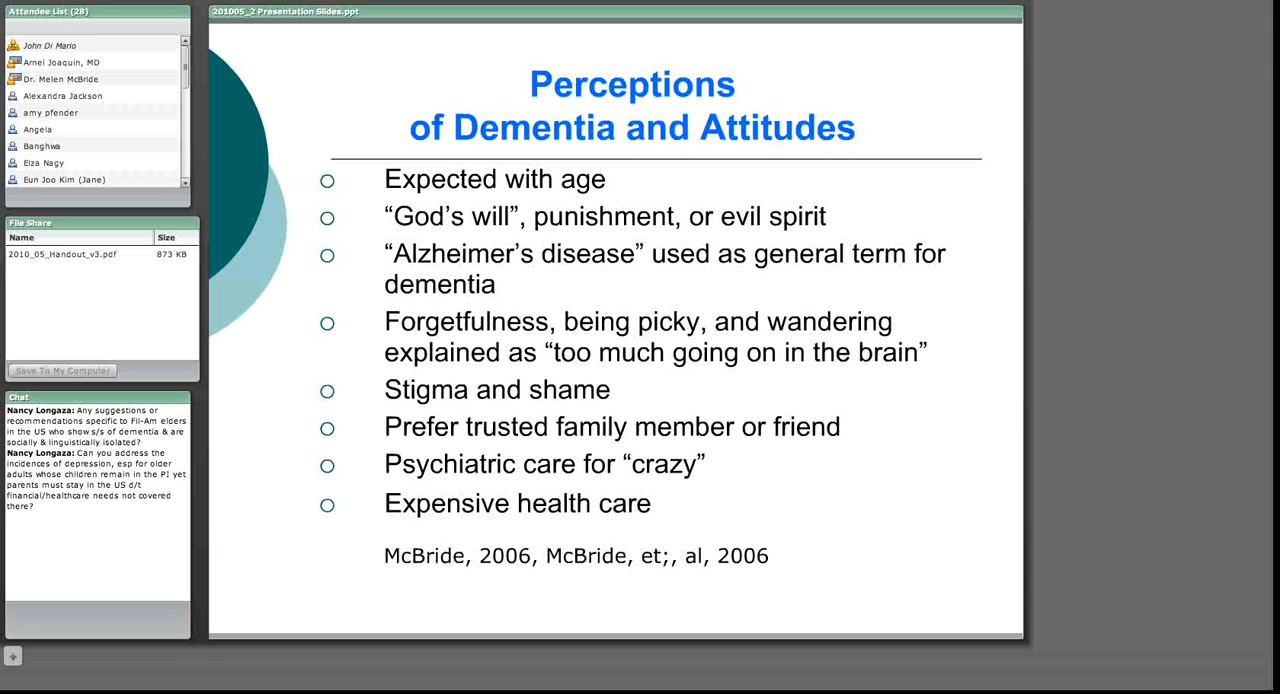 Attendee List (28)
John Di Mario
Arnel Joaquin, MD
Dr. Melen McBride
Alexandra Jackson
amy pfender
Angela
Banghwa
Elza Nagy
Eun Joo Kim (Jane)
File Share
Name Size
2010_05_Handout_v3.pdf 873 KB
Save To My Computer
Chat
Nancy Longaza: Any suggestions or
recommendations specific to Fil-Am elders
in the US who show s/s of dementia & are
socially & linguistically isolated?
Nancy Longaza: Can you address the
incidences of depression, esp for older
adults whose children remain in the PI yet
parents must stay in the US d/t
financial/healthcare needs not covered
there?
201005_2 Presentation Slides.ppt
Perceptions
of Dementia and Attitudes
Expected with age
“God’s will”, punishment, or evil spirit
“Alzheimer’s disease” used as general term for
dementia
Forgetfulness, being picky, and wandering
explained as “too much going on in the brain”
Stigma and shame
Prefer trusted family member or friend
Psychiatric care for “crazy”
Expensive health care
McBride, 2006, McBride, et;, al, 2006